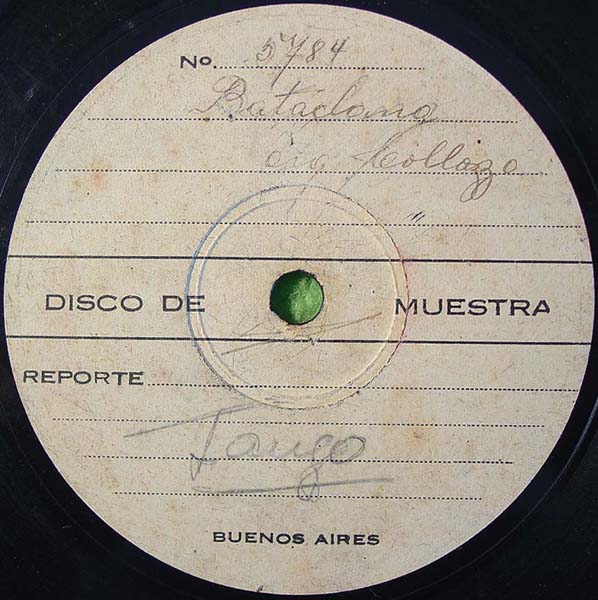 No. 5784
Bataclana
Orq Collazo
"
DISCO DE MUESTRA
REPORTE
Tango
BUENOS AIRES